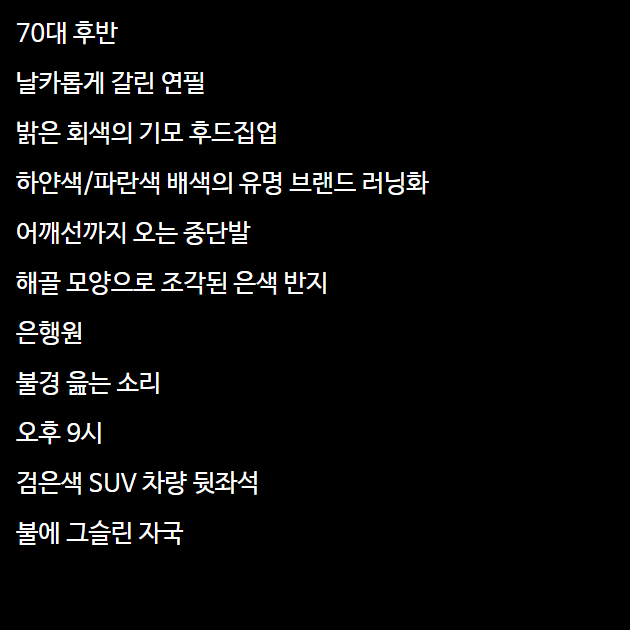 70대 후반
날카롭게 갈린 연필
밝은 회색의 기모 후드집업
하얀색/파란색 배색의 유명 브랜드 러닝화
어깨선까지 오는 중단발
해골 모양으로 조각된 은색 반지
은행원
불경 읊는 소리
오후 9시
검은색 SUV 차량 뒷좌석
불에 그슬린 자국